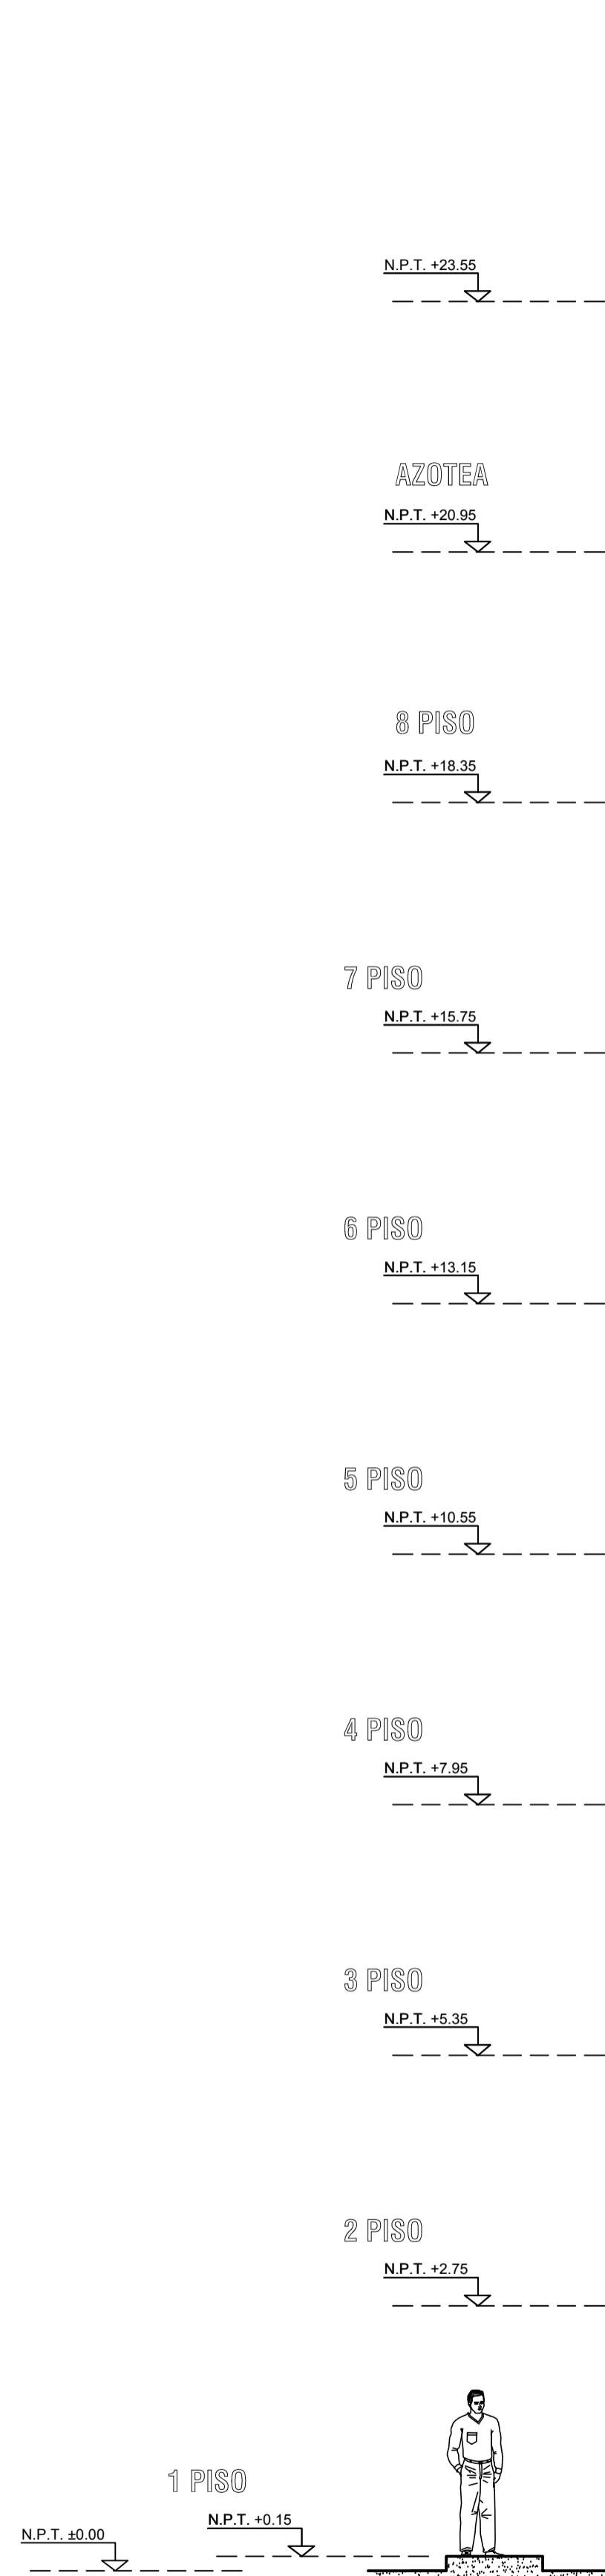 N.P.T. +23.55
AZOTEA
N.P.T. +20.95
8 PISO
N.P.T. +18.35
7 PISO
N.P.T. +15.75
6 PISO
N.P.T. +13.15
5 PISO
N.P.T. +10.55
4 PISO
N.P.T. +7.95
3 PISO
N.P.T. +5.35
2 PISO
N.P.T. +2.75
1 PISO
N.P.T. +0.15
N.P.T. ±0.00